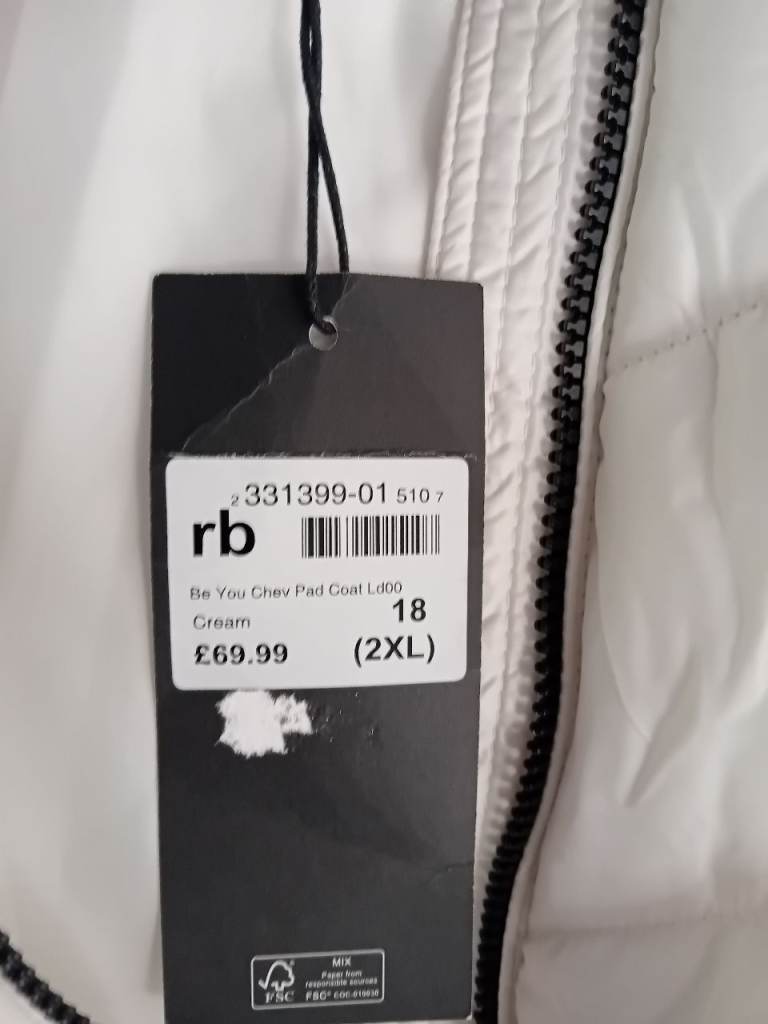 2 331399-01 510 7
rb
Be You Chev Pad Coat Ld00
Cream 18
£69.99 (2XL)
MIX
Paper from
responsible sources
FSC
FSC®